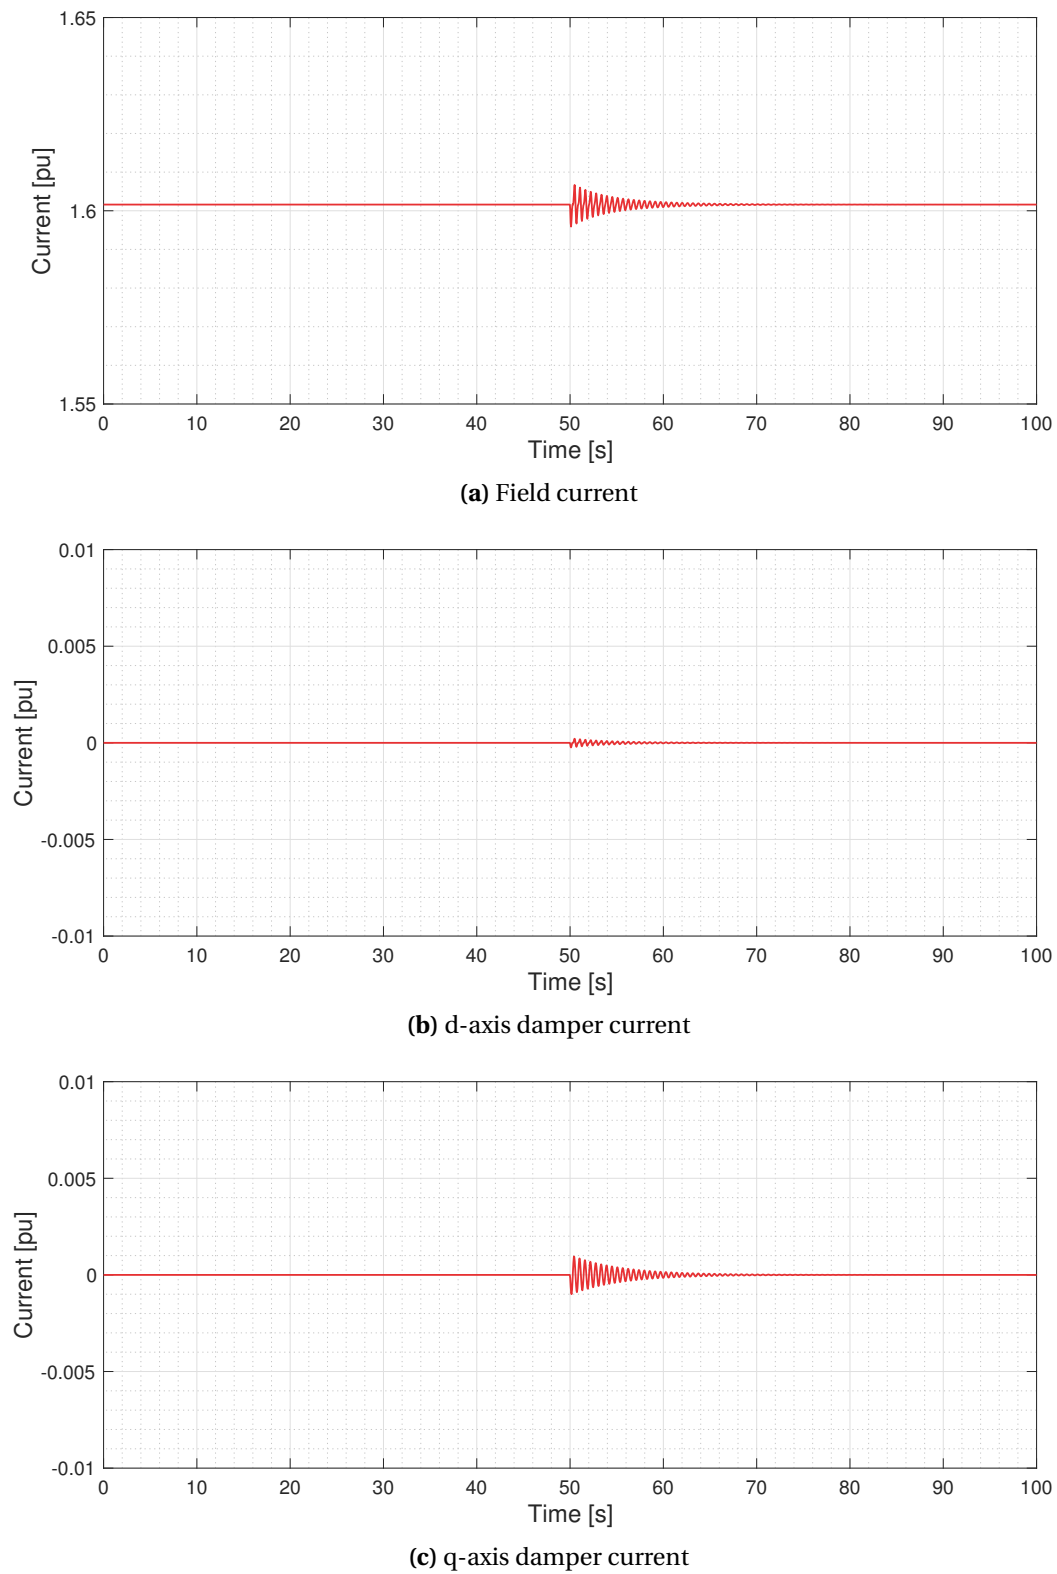 1.65
1.6
1.55
Current [pu]
0 10 20 30 40 50 60 70 80 90 100
Time [s]
(a) Field current
0.01
0.005
0
-0.005
-0.01
Current [pu]
0 10 20 30 40 50 60 70 80 90 100
Time [s]
(b) d-axis damper current
0.01
0.005
0
-0.005
-0.01
Current [pu]
0 10 20 30 40 50 60 70 80 90 100
Time [s]
(c) q-axis damper current